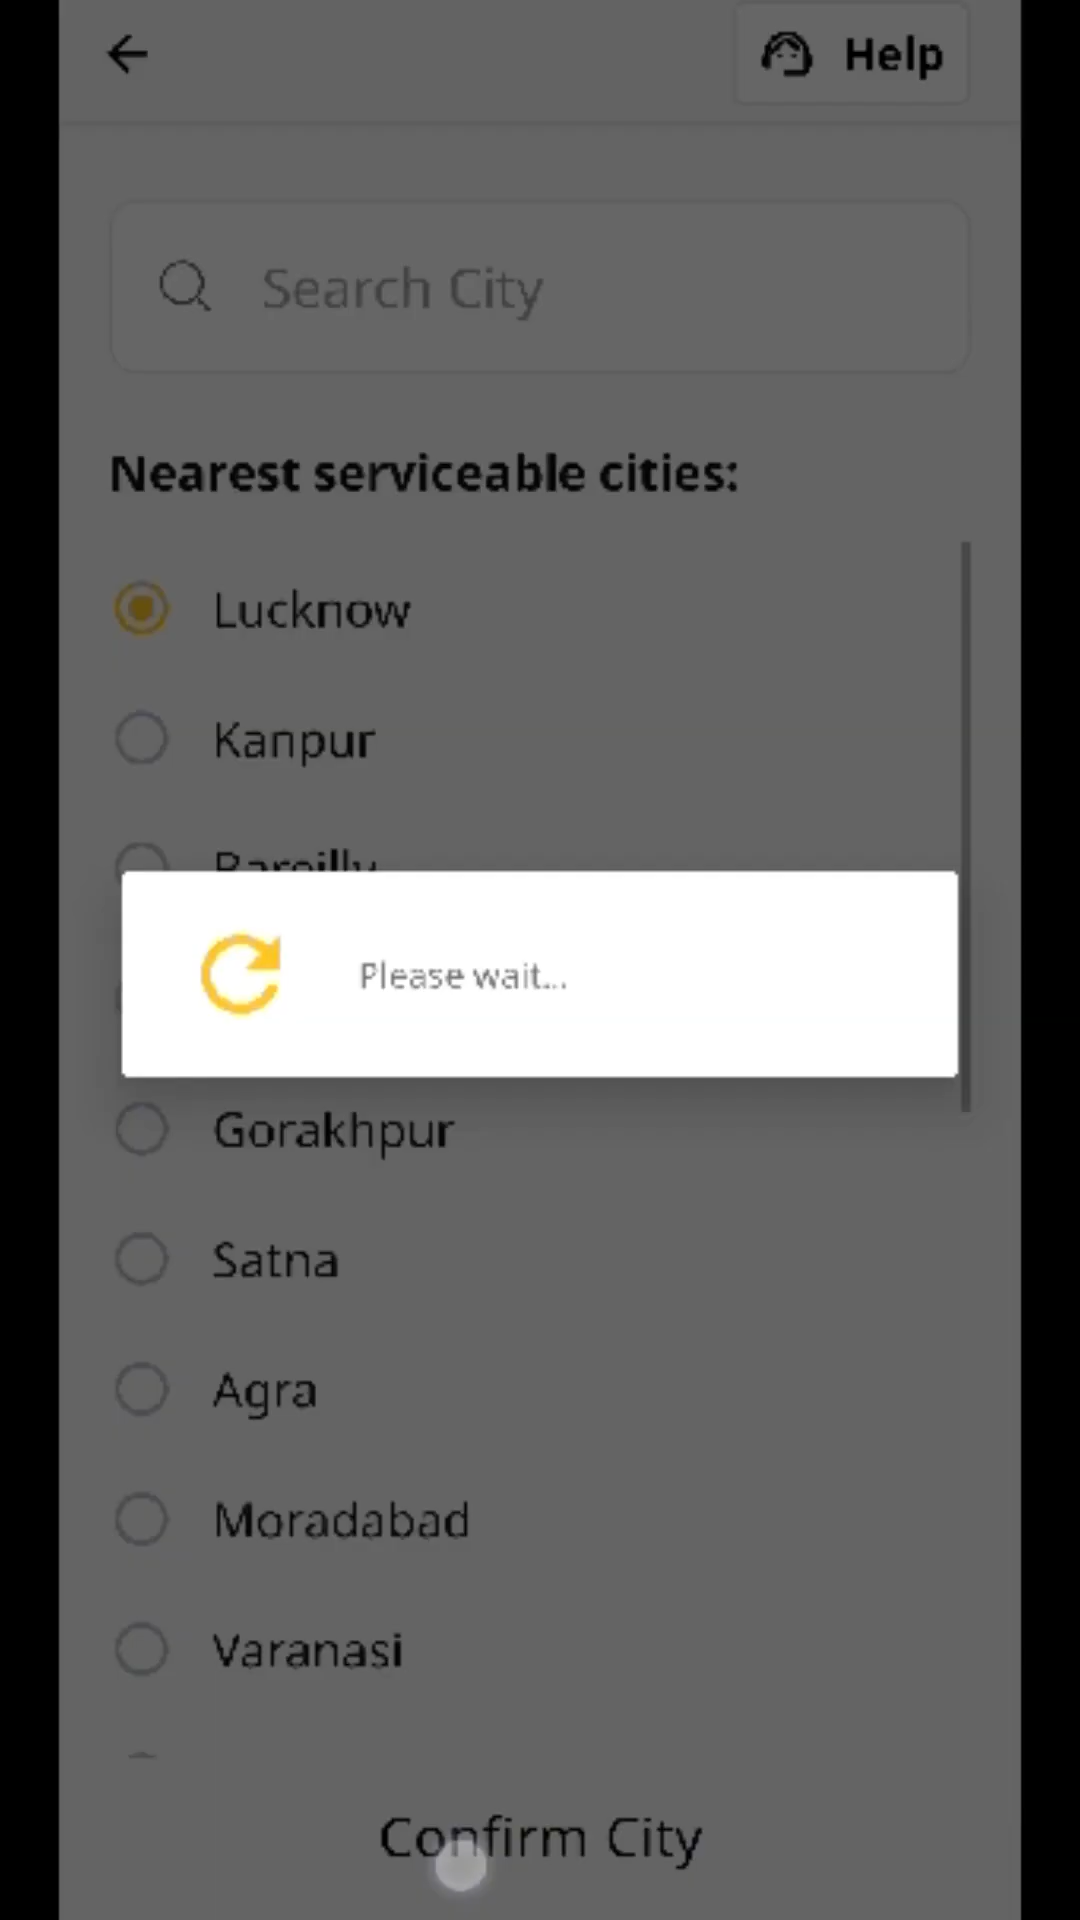 Help
Search City
Nearest serviceable cities:
Lucknow
Kanpur
Bareilly
Please wait...
Gorakhpur
Satna
Agra
Moradabad
Varanasi
Confirm City